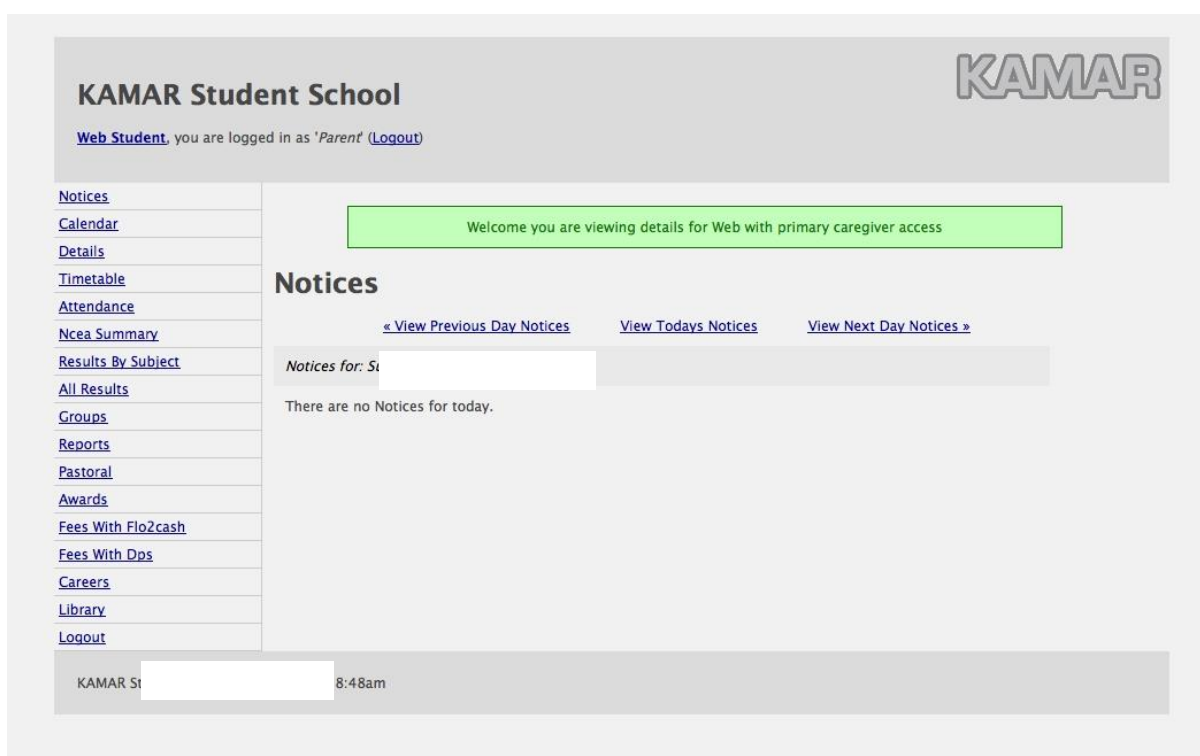 KAMAR
KAMAR Student School
Web Student, you are logged in as 'Parent' (Logout)
Notices
Calendar
Details
Timetable
Attendance
Ncea Summary
Results By Subject
All Results
Groups
Reports
Pastoral
Awards
Fees With Flo2cash
Fees With Dps
Careers
Library
Logout
Welcome you are viewing details for Web with primary caregiver access
Notices
« View Previous Day Notices View Todays Notices View Next Day Notices »
Notices for:
There are no Notices for today.
KAMAR 8:48am